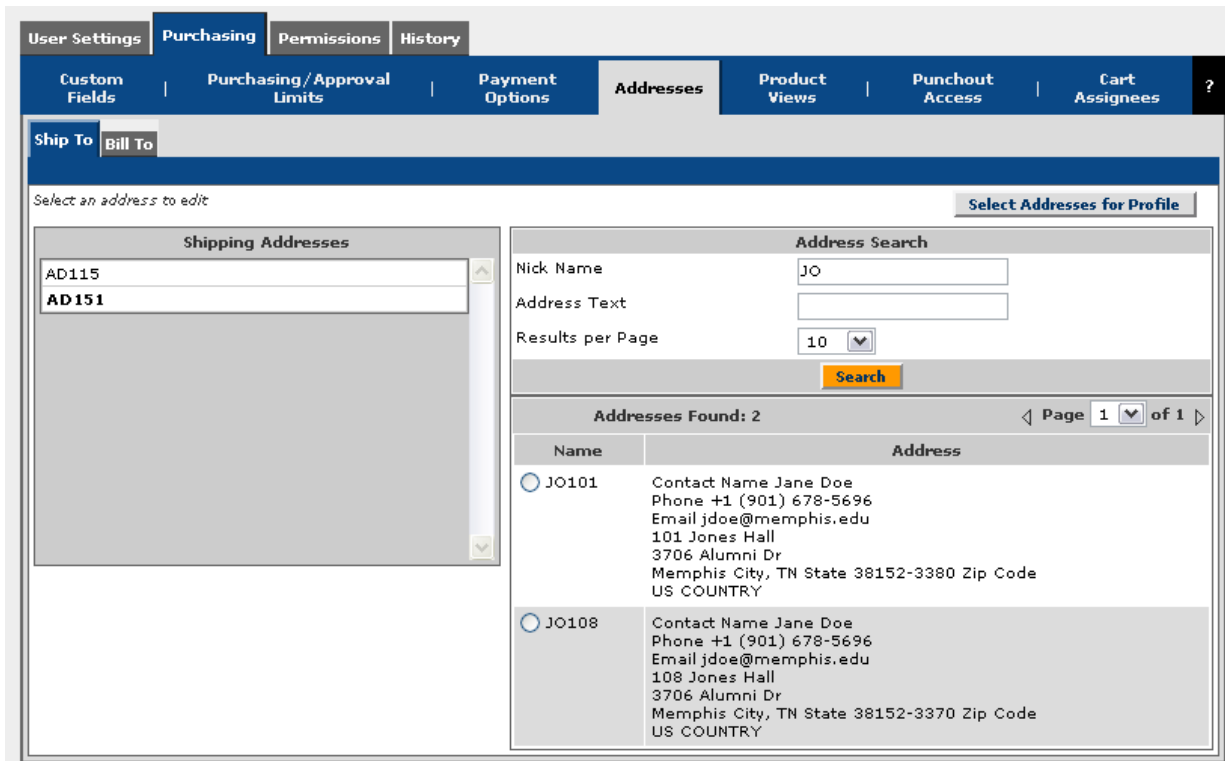 User Settings Purchasing Permissions History
Custom Fields | Purchasing/Approval Limits | Payment Options Addresses Product Views | Punchout Access | Cart Assignees ?
Ship To Bill To
Select an address to edit
Select Addresses for Profile
Shipping Addresses
AD115
AD151
Address Search
Nick Name JO
Address Text
Results per Page 10
Search
Addresses Found: 2 Page 1 of 1
Name Address
JO101 Contact Name Jane Doe
Phone +1 (901) 678-5696
Email jdoe@memphis.edu
101 Jones Hall
3706 Alumni Dr
Memphis City, TN State 38152-3380 Zip Code
US COUNTRY
JO108 Contact Name Jane Doe
Phone +1 (901) 678-5696
Email jdoe@memphis.edu
108 Jones Hall
3706 Alumni Dr
Memphis City, TN State 38152-3370 Zip Code
US COUNTRY